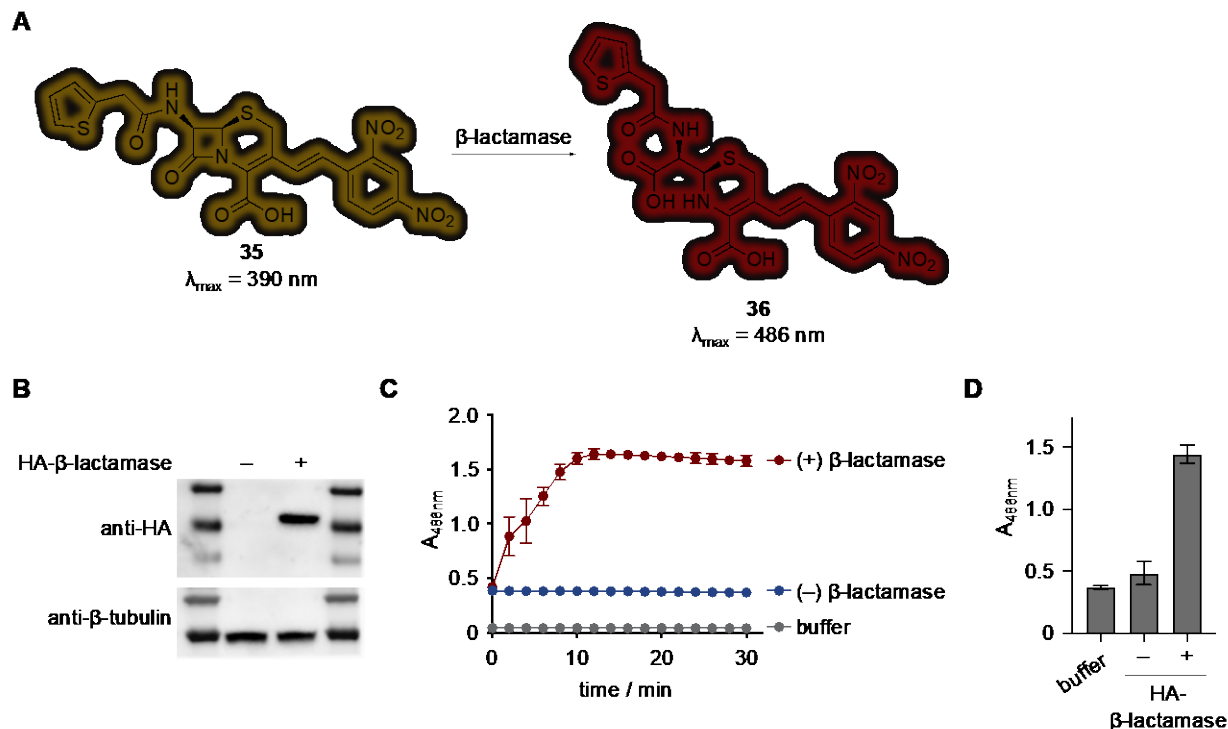 A
H
N
S
S
O
N
O
O
OH
NO2
NO2
35
λmax = 390 nm
β-lactamase
S
O
NH
O
S
OH
HN
O
OH
NO2
NO2
36
λmax = 486 nm
B
HA-β-lactamase – +
anti-HA
anti-β-tubulin
C
A486nm
2.0
1.5
1.0
0.5
0
0 10 20 30
time / min
(+) β-lactamase
(–) β-lactamase
buffer
D
A486nm
1.5
1.0
0.5
0
buffer – +
HA-
β-lactamase